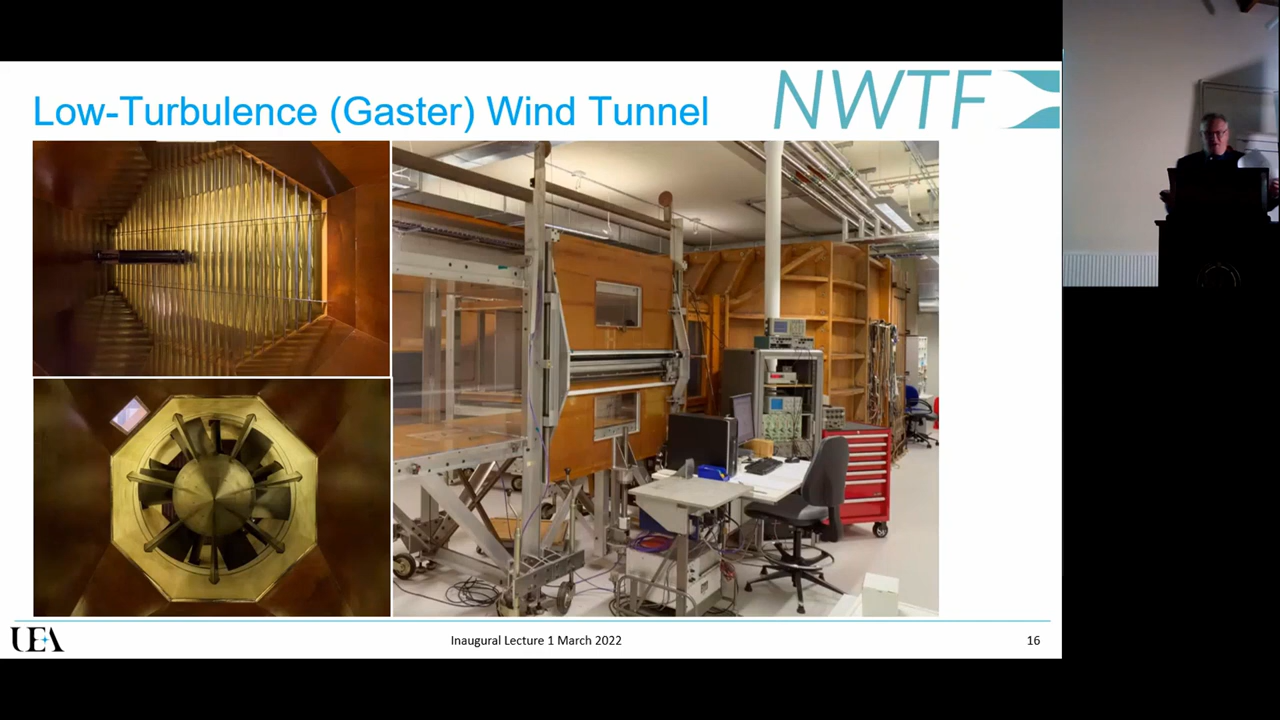 Low-Turbulence (Gaster) Wind Tunnel
NWTF
UEA
Inaugural Lecture 1 March 2022
16